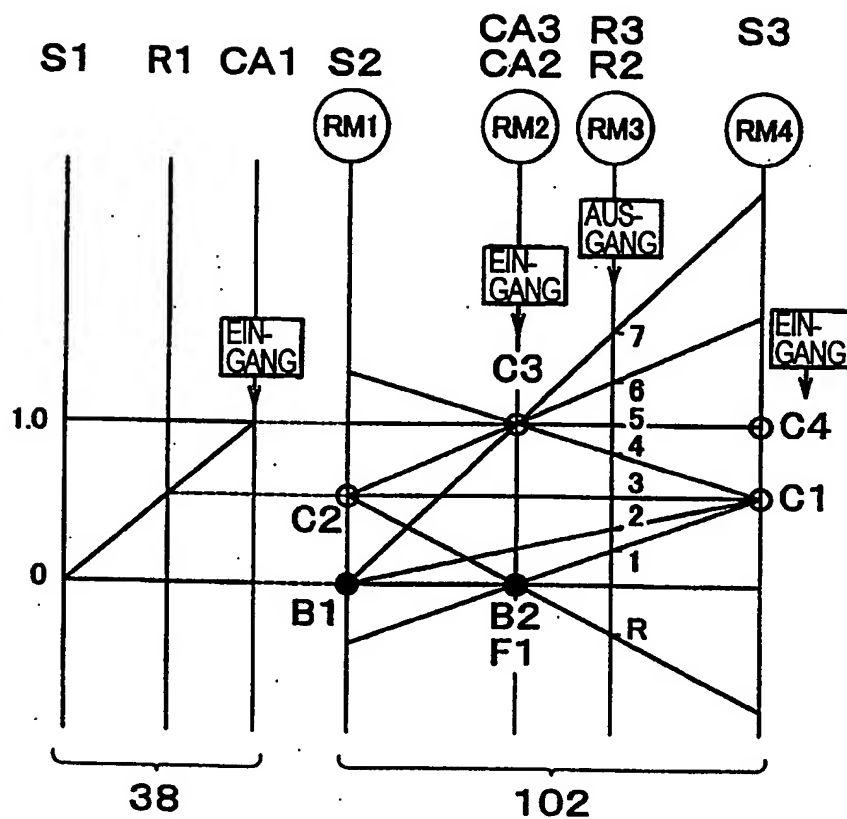 CA3 R3
S1 R1 CA1 S2 CA2 R2 S3
RM1 RM2 RM3 RM4
AUS-
GANG
EIN-
GANG
EIN-
GANG
EIN-
GANG
7
C3
6
1.0
5
C4
4
3
C1
C2
2
0
1
B1
B2
F1
R
38
102